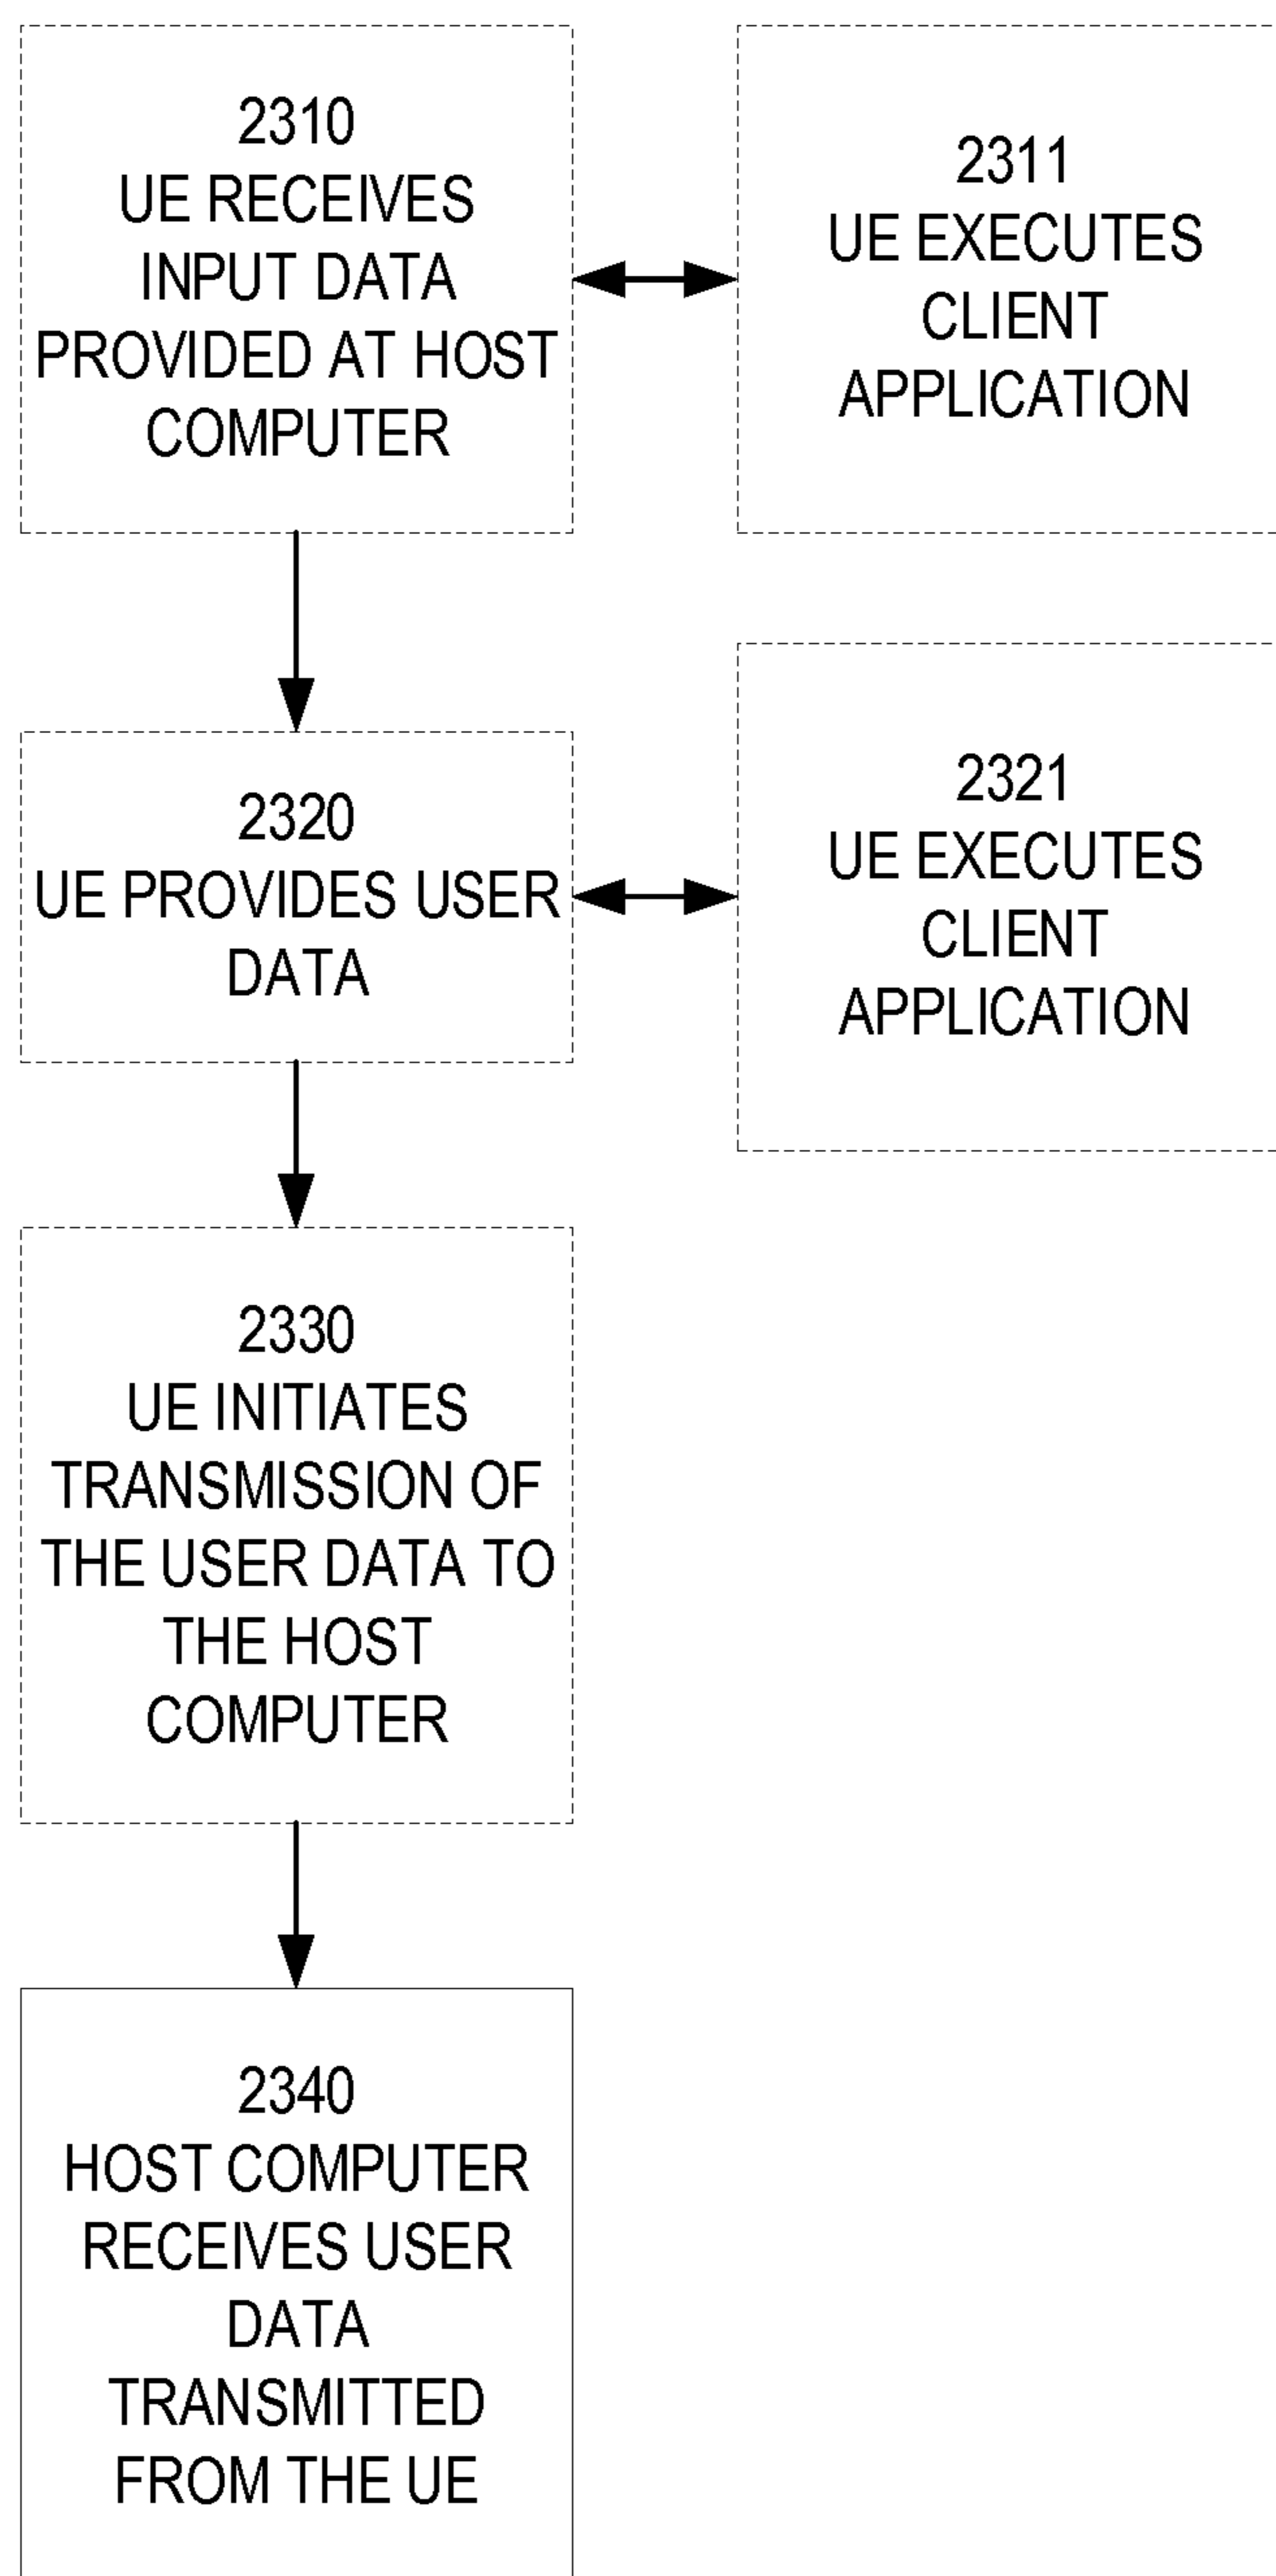 2310
UE RECEIVES
INPUT DATA
PROVIDED AT HOST
COMPUTER
2311
UE EXECUTES
CLIENT
APPLICATION
2320
UE PROVIDES USER
DATA
2321
UE EXECUTES
CLIENT
APPLICATION
2330
UE INITIATES
TRANSMISSION OF
THE USER DATA TO
THE HOST
COMPUTER
2340
HOST COMPUTER
RECEIVES USER
DATA
TRANSMITTED
FROM THE UE